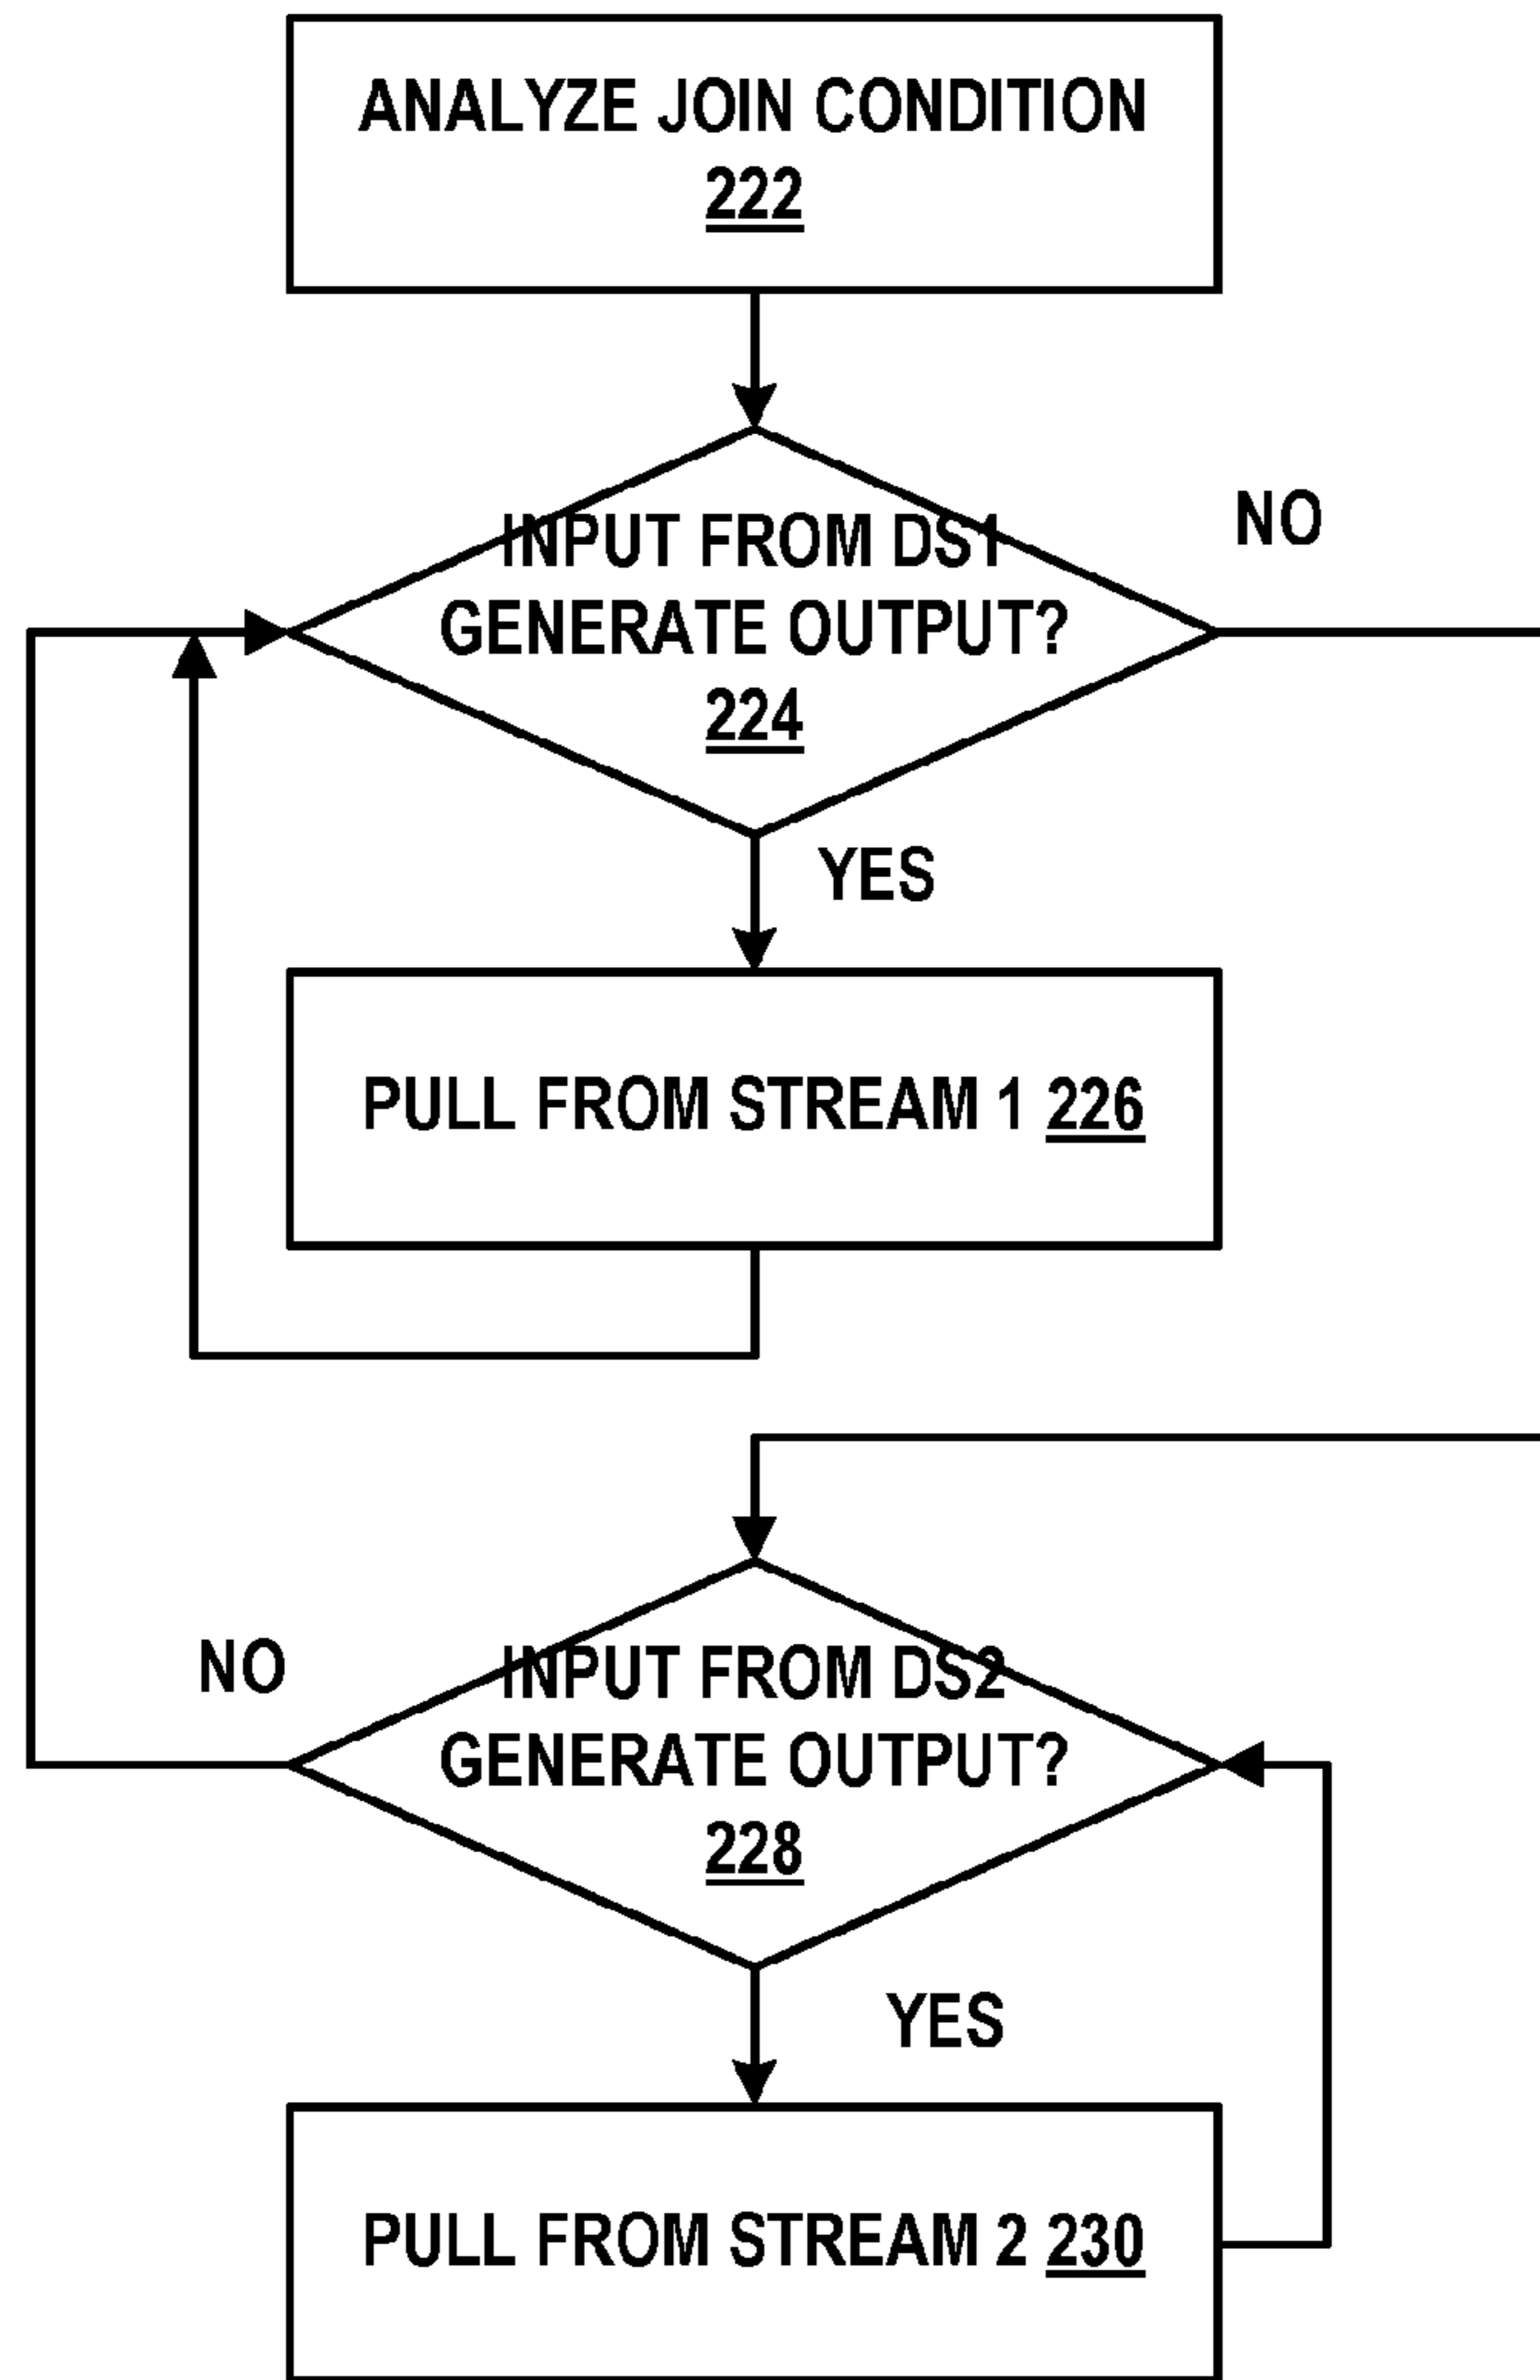 ANALYZE JOIN CONDITION
222
INPUT FROM DS1
GENERATE OUTPUT?
224
NO
YES
PULL FROM STREAM 1 226
INPUT FROM DS2
GENERATE OUTPUT?
228
NO
YES
PULL FROM STREAM 2 230